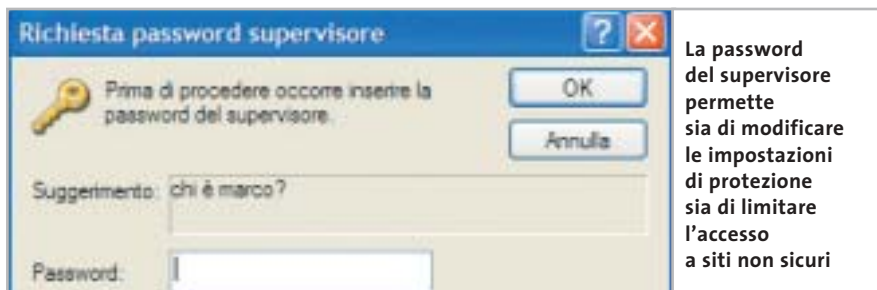 Richiesta password supervisore
Prima di procedere occorre inserire la
password del supervisore.
OK
Annulla
Suggerimento: chi è marco?
Password:
La password
del supervisore
permette
sia di modificare
le impostazioni
di protezione
sia di limitare
l'accesso
a siti non sicuri